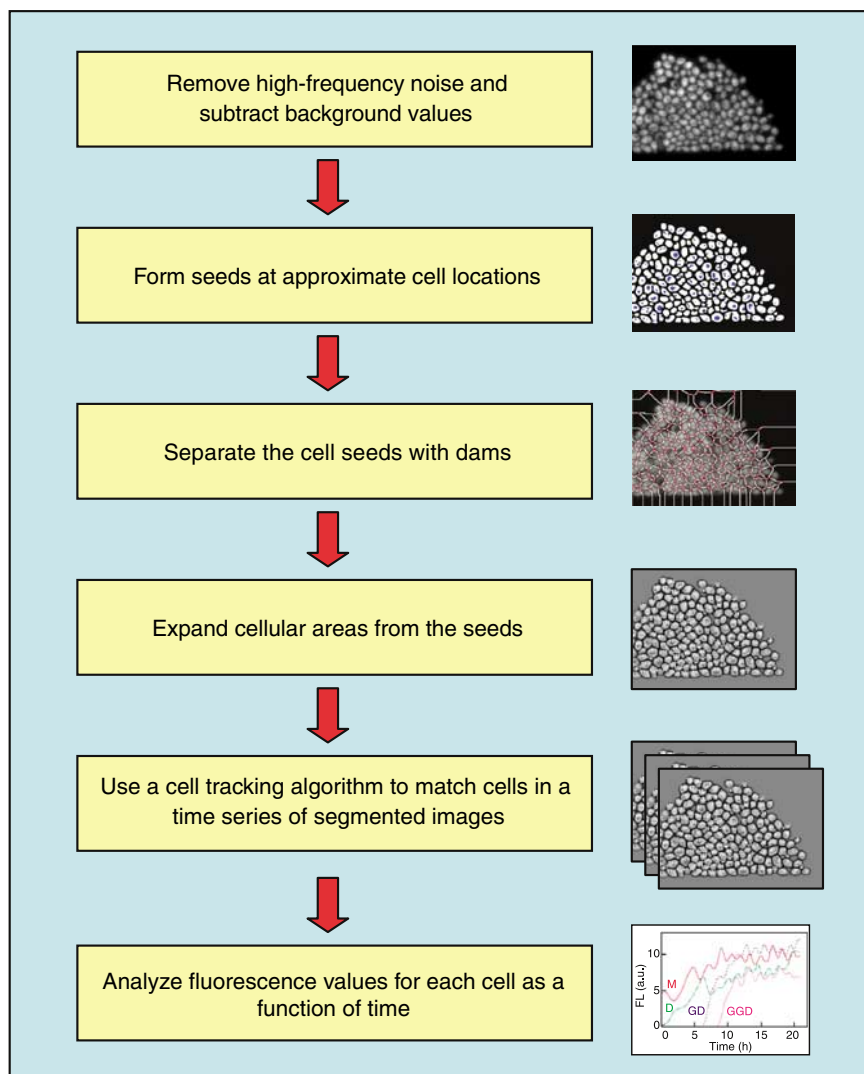 Remove high-frequency noise and
subtract background values
Form seeds at approximate cell locations
Separate the cell seeds with dams
Expand cellular areas from the seeds
Use a cell tracking algorithm to match cells in a
time series of segmented images
Analyze fluorescence values for each cell as a
function of time
FL (a.u.)
10
5
0
M
D
GD
GGD
0 5 10 15 20
Time (h)